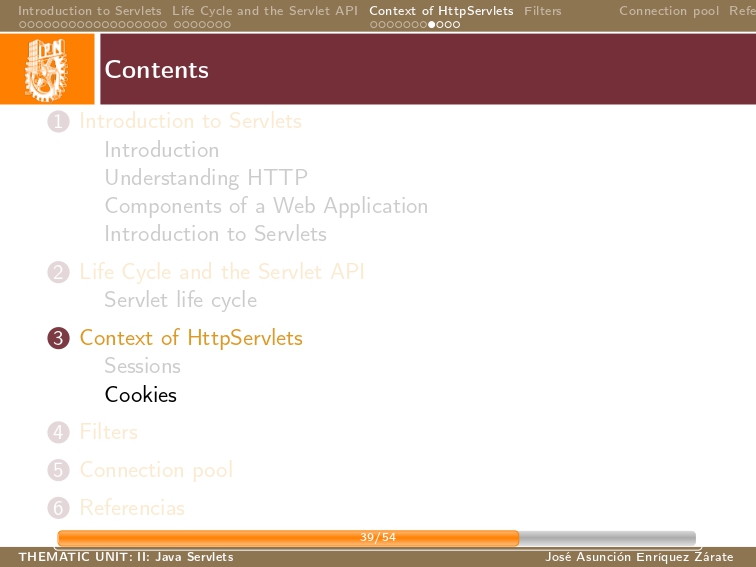 Introduction to Servlets Life Cycle and the Servlet API Context of HttpServlets Filters Connection pool Refe
IPN
Contents
1 Introduction to Servlets
Introduction
Understanding HTTP
Components of a Web Application
Introduction to Servlets
2 Life Cycle and the Servlet API
Servlet life cycle
3 Context of HttpServlets
Sessions
Cookies
4 Filters
5 Connection pool
6 Referencias
39/54
THEMATIC UNIT: II: Java Servlets José Asunción Enríquez Zárate